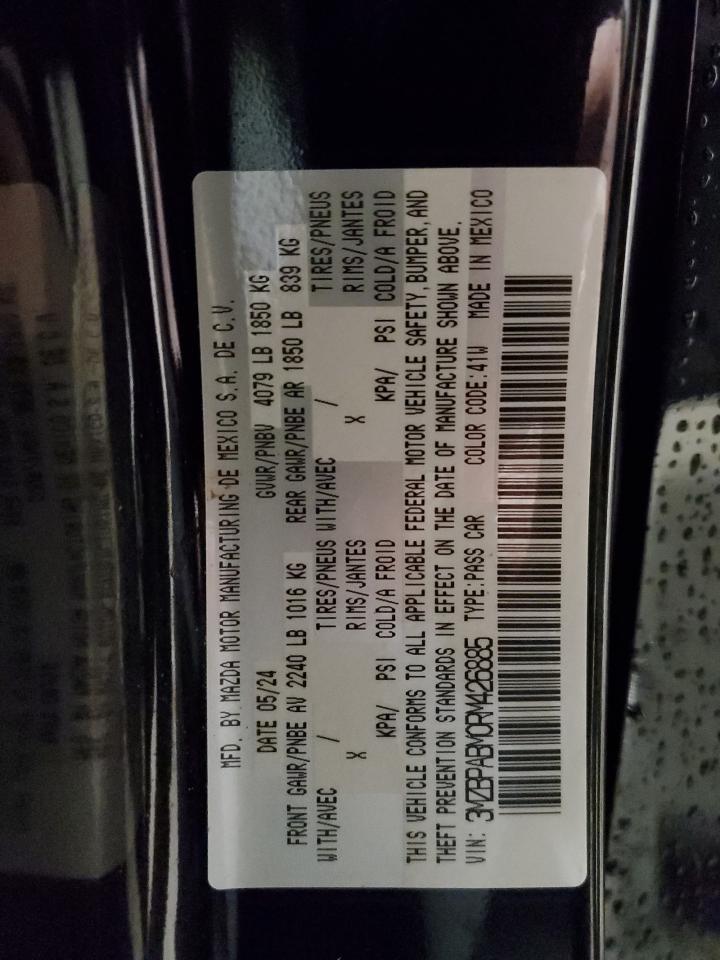 MFD. BY MAZDA MOTOR MANUFACTURING DE MEXICO S.A. DE C.V.
DATE 05/24 GVWR/PNBV 4079 LB 1850 KG
FRONT GAWR/PNBE AV 2240 LB 1016 KG REAR GAWR/PNBE AR 1850 LB 839 KG
WITH/AVEC / TIRES/PNEUS WITH/AVEC / TIRES/PNEUS
X RIMS/JANTES X RIMS/JANTES
KPA/ PSI COLD/A FROID KPA/ PSI COLD/A FROID
THIS VEHICLE CONFORMS TO ALL APPLICABLE FEDERAL MOTOR VEHICLE SAFETY, BUMPER, AND
THEFT PREVENTION STANDARDS IN EFFECT ON THE DATE OF MANUFACTURE SHOWN ABOVE.
VIN: 3MZBPABM0RM426885 TYPE:PASS CAR COLOR CODE:41W MADE IN MEXICO